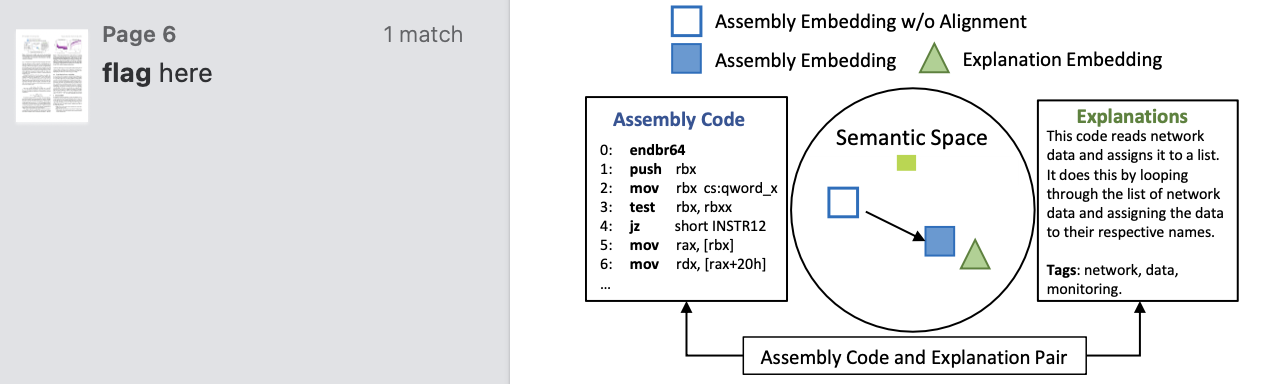 Page 6
1 match
flag here
Assembly Embedding w/o Alignment
Assembly Embedding
Explanation Embedding
Assembly Code
0: endbr64
1: push rbx
2: mov rbx cs:qword_x
3: test rbx, rbxx
4: jz short INSTR12
5: mov rax, [rbx]
6: mov rdx, [rax+20h]
...
Semantic Space
Explanations
This code reads network
data and assigns it to a list.
It does this by looping
through the list of network
data and assigning the data
to their respective names.
Tags: network, data,
monitoring.
Assembly Code and Explanation Pair